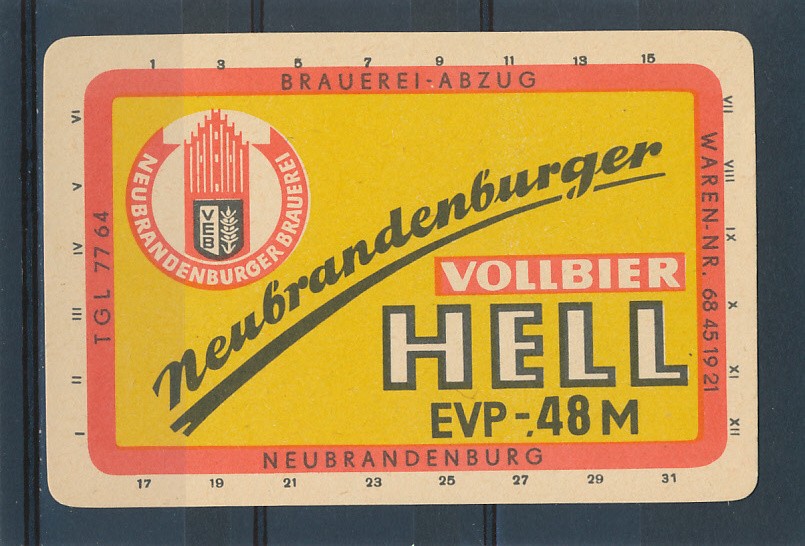 1 3 5 7 9 11 13 15
BRAUEREI-ABZUG
VI V IV III II I
TGL 7764
NEUBRANDENBURGER BRAUEREI
VEB
Neubrandenburger
VOLLBIER
HELL
EVP -,48 M
WAREN-NR. 68 45 19 21
VII VIII IX X XI XII
NEUBRANDENBURG
17 19 21 23 25 27 29 31